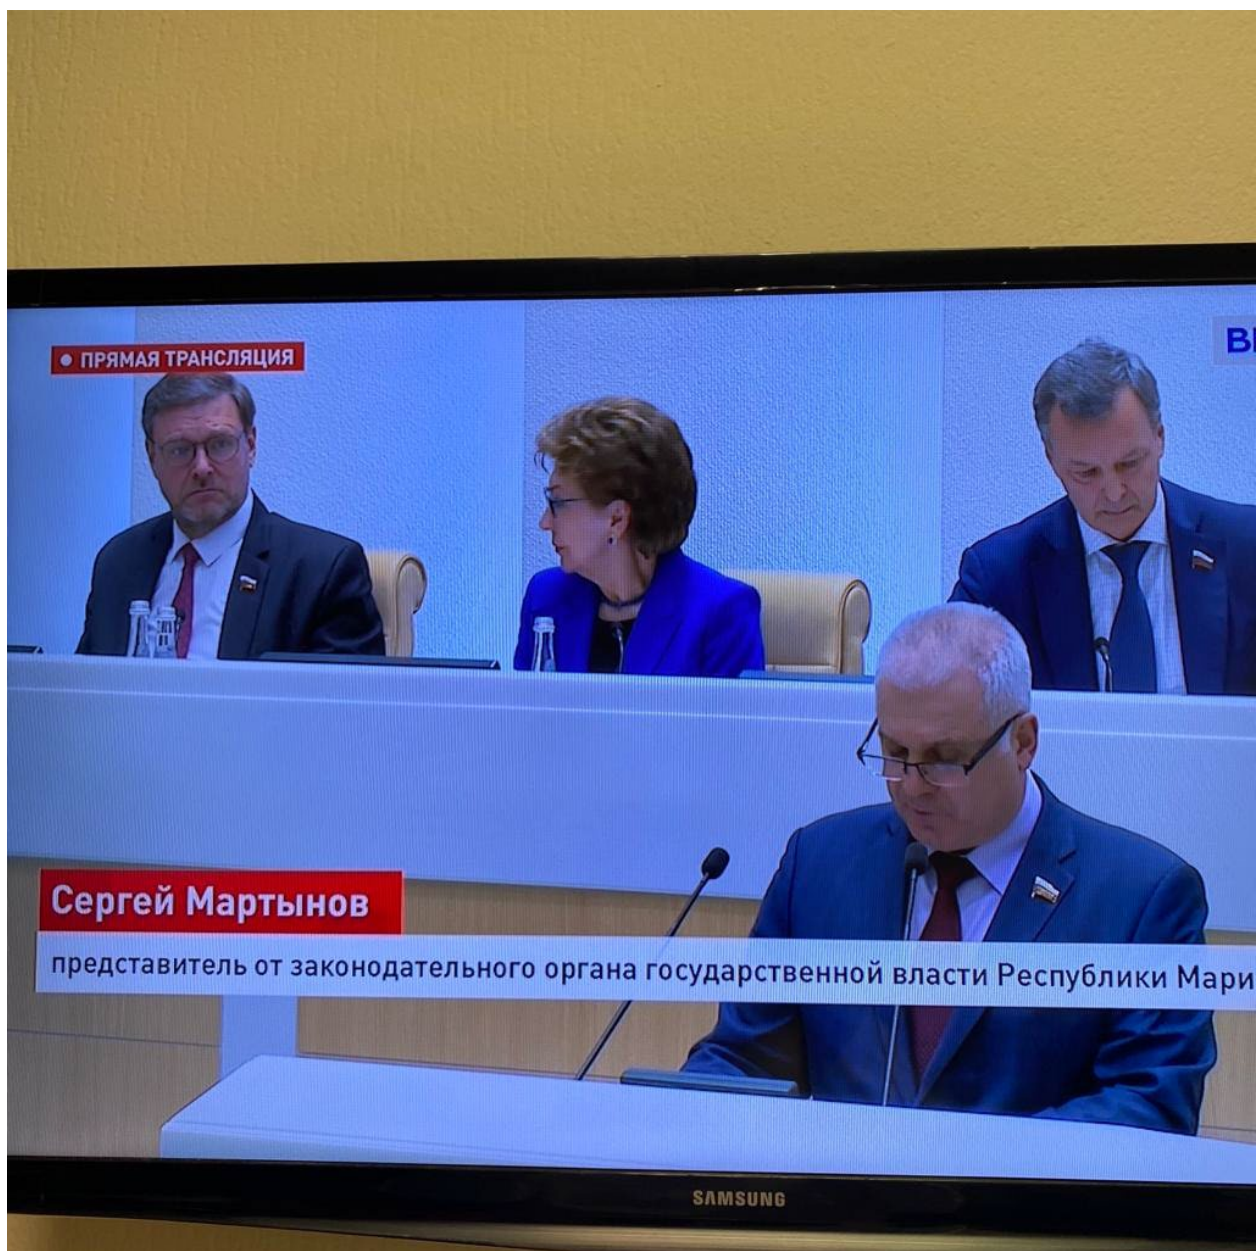 ПРЯМАЯ ТРАНСЛЯЦИЯ
Сергей Мартынов
представитель от законодательного органа государственной власти Республики Мари
SAMSUNG